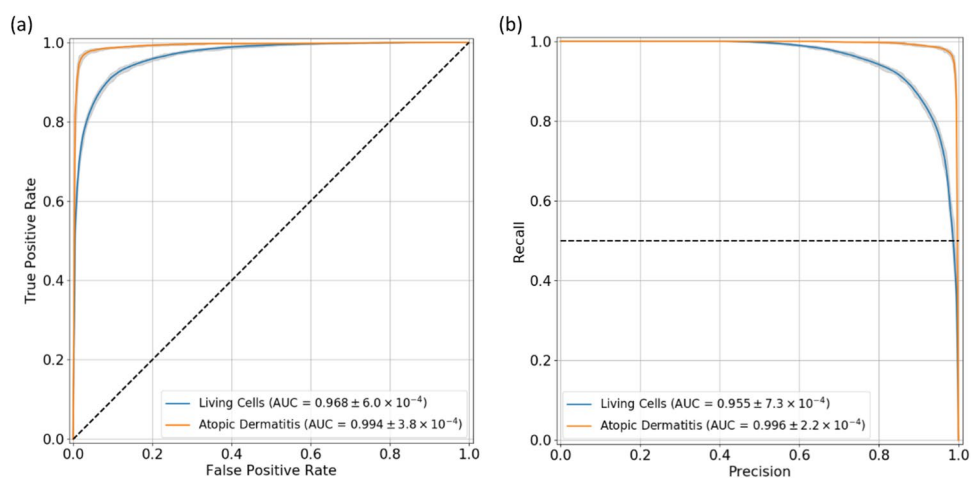 (a)
1.0
0.8
0.6
0.4
0.2
0.0
True Positive Rate
Living Cells (AUC = 0.968 ± 6.0 × 10⁻⁴)
Atopic Dermatitis (AUC = 0.994 ± 3.8 × 10⁻⁴)
0.0 0.2 0.4 0.6 0.8 1.0
False Positive Rate
(b)
1.0
0.8
0.6
0.4
0.2
0.0
Recall
Living Cells (AUC = 0.955 ± 7.3 × 10⁻⁴)
Atopic Dermatitis (AUC = 0.996 ± 2.2 × 10⁻⁴)
0.0 0.2 0.4 0.6 0.8 1.0
Precision